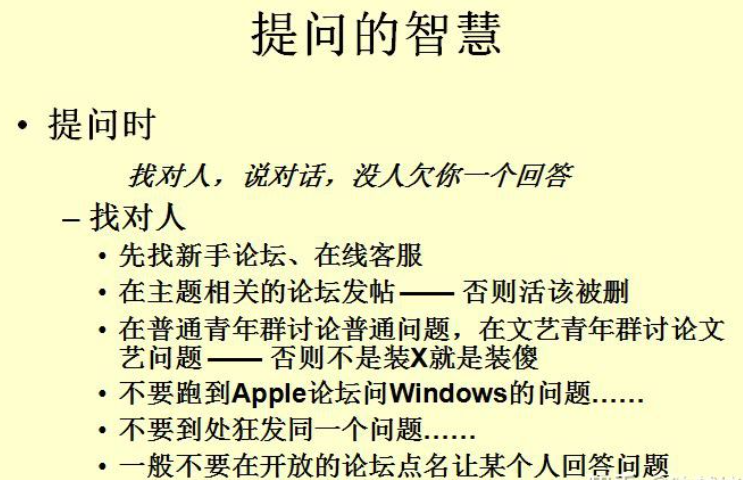 提问的智慧
• 提问时
找对人，说对话，没人欠你一个回答
– 找对人
• 先找新手论坛、在线客服
• 在主题相关的论坛发帖 —— 否则活该被删
• 在普通青年群讨论普通问题，在文艺青年群讨论文
艺问题 —— 否则不是装X就是装傻
• 不要跑到Apple论坛问Windows的问题……
• 不要到处狂发同一个问题……
• 一般不要在开放的论坛点名让某个人回答问题